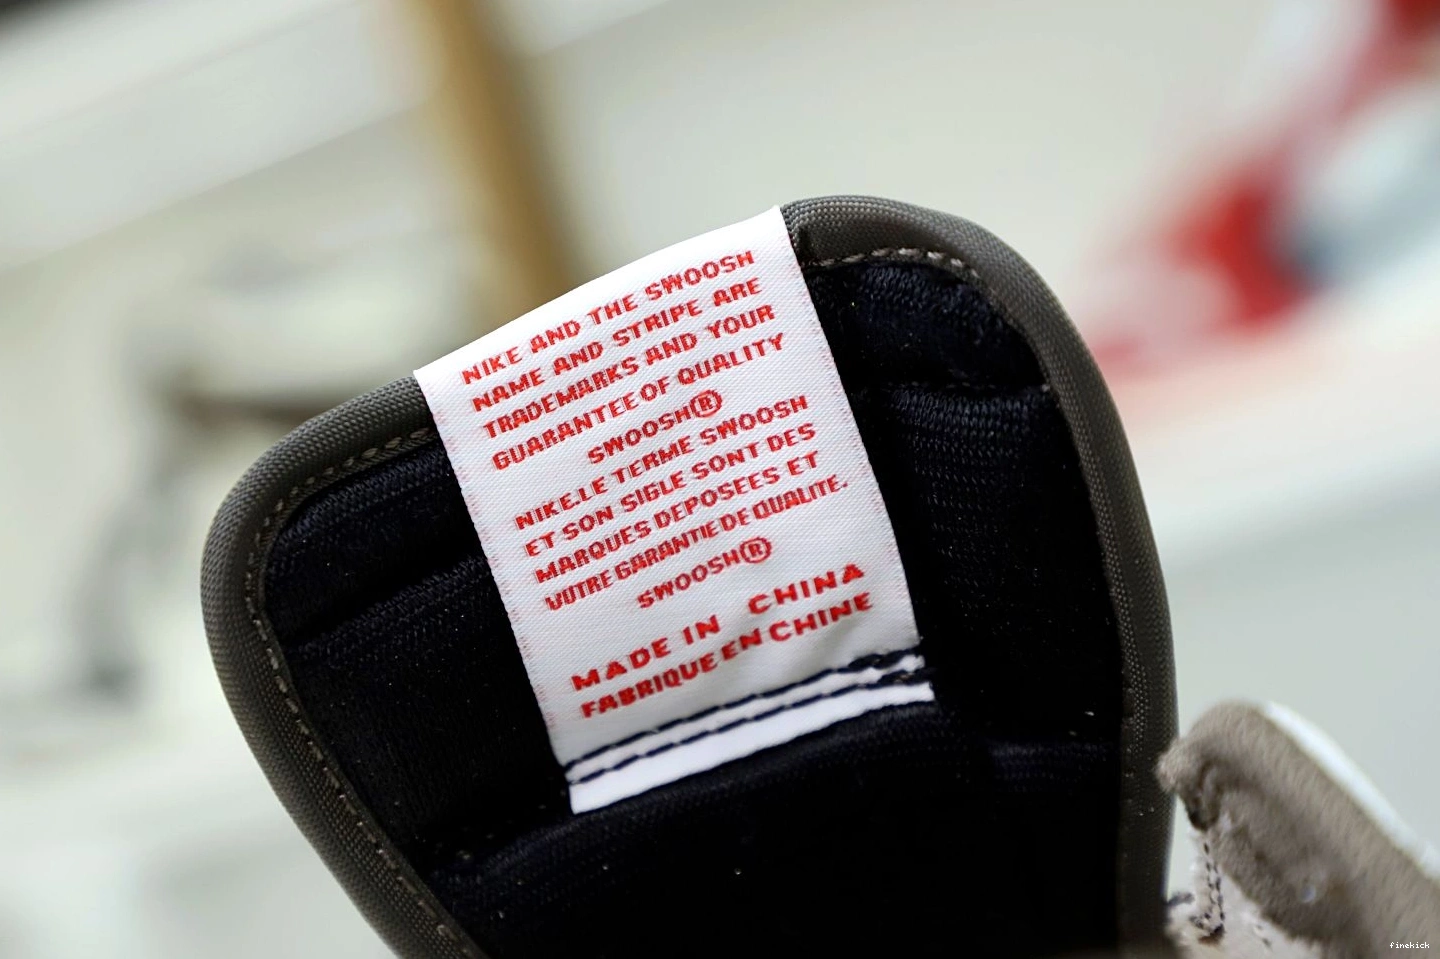 NIKE AND THE SWOOSH
NAME AND STRIPE ARE
TRADEMARKS AND YOUR
GUARANTEE OF QUALITY
SWOOSH®
NIKE.LE TERME SWOOSH
ET SON SIGLE SONT DES
MARQUES DEPOSEES ET
VOTRE GARANTIE DE QUALITE.
SWOOSH®
MADE IN CHINA
FABRIQUE EN CHINE
finekick